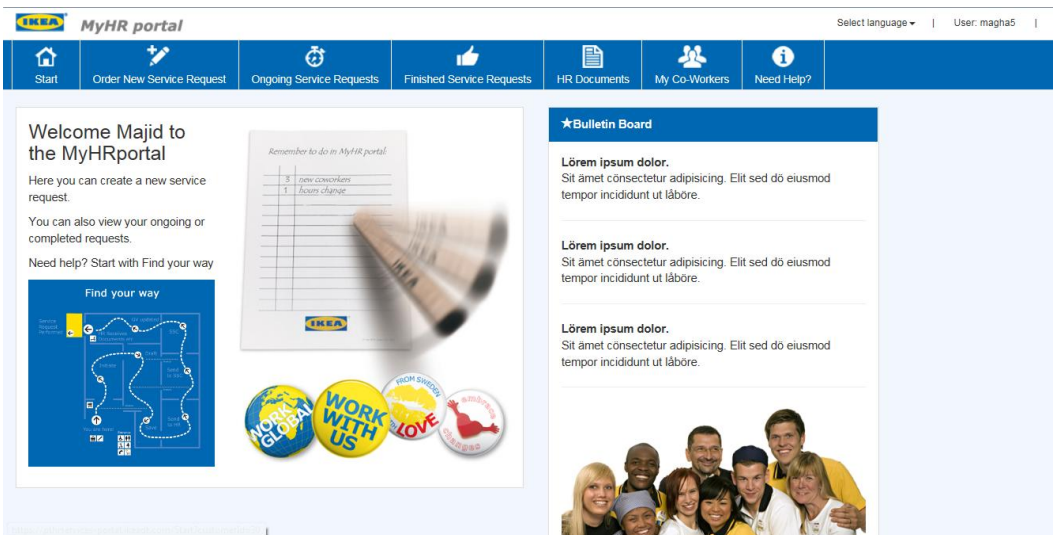 IKEA MyHR portal
Select language | User: magha5 |
Start Order New Service Request Ongoing Service Requests Finished Service Requests HR Documents My Co-Workers Need Help?
Welcome Majid to
the MyHRportal
Here you can create a new service
request.
You can also view your ongoing or
completed requests.
Need help? Start with Find your way
Find your way
Remember to do in MyHR portal:
3 new coworkers
1 hours change
IKEA
IKEA
WORK
GLOBAL
WORK
WITH
US
FROM SWEDEN
LOVE
embrace
changes
★Bulletin Board
Lörem ipsum dolor.
Sit ämet cönsectetur adipisicing. Elit sed dö eiusmod
tempor incididunt ut låböre.
Lörem ipsum dolor.
Sit ämet cönsectetur adipisicing. Elit sed dö eiusmod
tempor incididunt ut låböre.
Lörem ipsum dolor.
Sit ämet cönsectetur adipisicing. Elit sed dö eiusmod
tempor incididunt ut låböre.